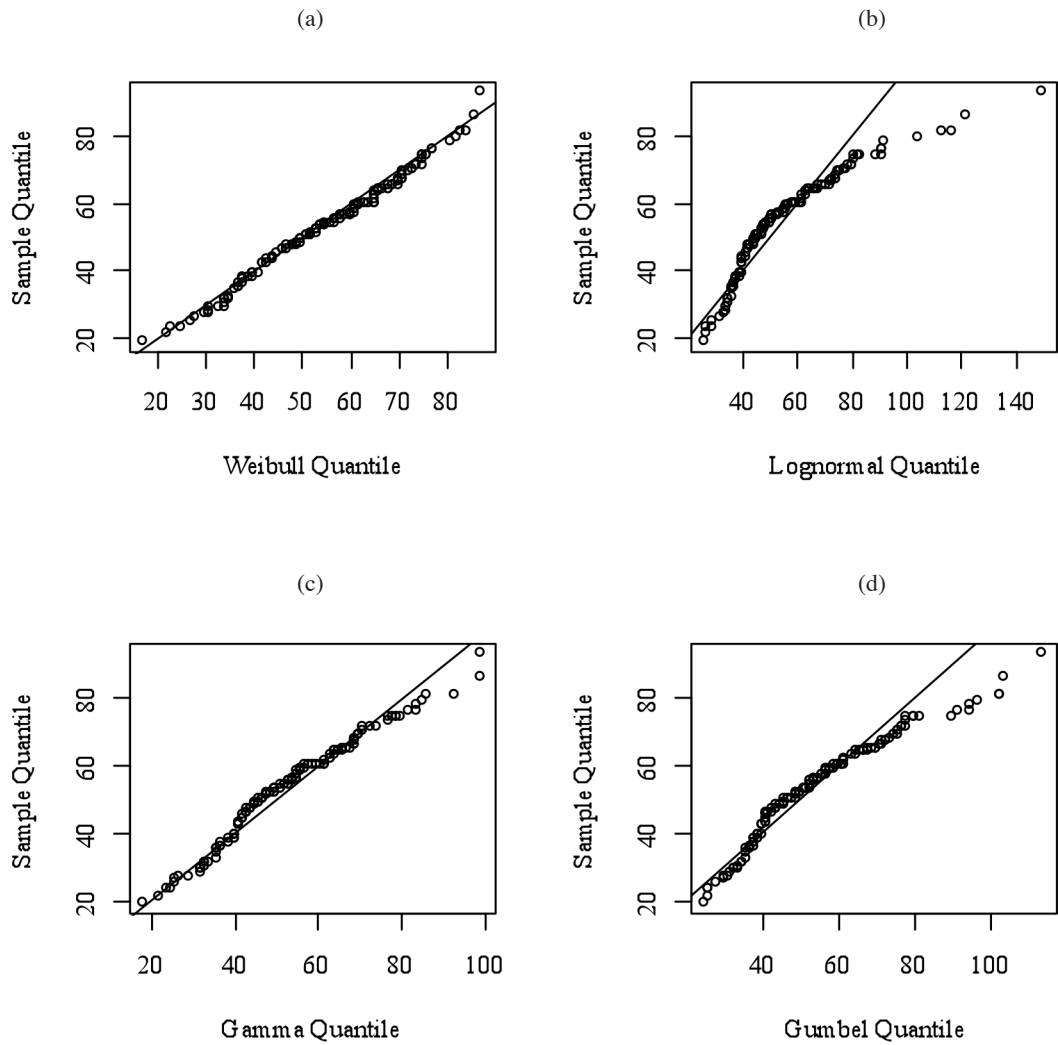 (a)
(b)
Sample Quantile
20 40 60 80
20 30 40 50 60 70 80
Weibull Quantile
Sample Quantile
20 40 60 80
40 60 80 100 120 140
Lognormal Quantile
(c)
(d)
Sample Quantile
20 40 60 80
20 40 60 80 100
Gamma Quantile
Sample Quantile
20 40 60 80
40 60 80 100
Gumbel Quantile